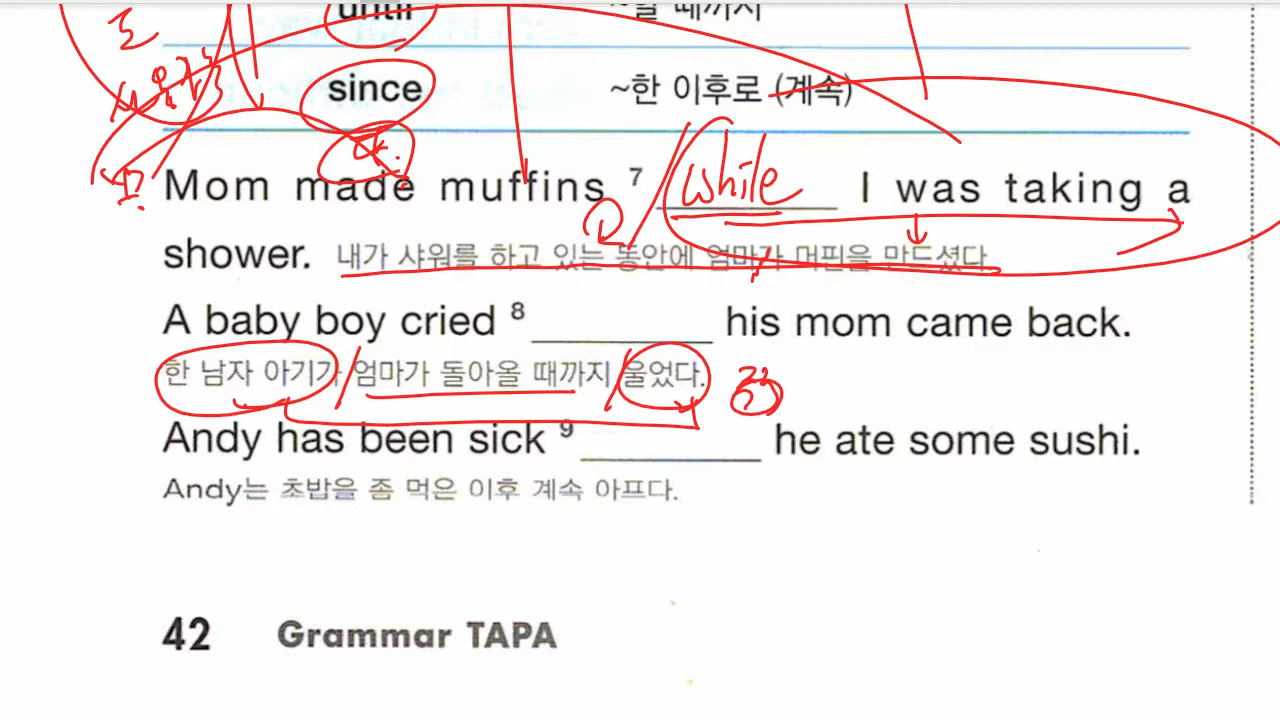 until ~할 때까지
since ~한 이후로 (계속)
Mom made muffins 7 while I was taking a
shower. 내가 샤워를 하고 있는 동안에 엄마가 머핀을 만드셨다.
A baby boy cried 8 his mom came back.
한 남자 아기가 엄마가 돌아올 때까지 울었다.
Andy has been sick 9 he ate some sushi.
Andy는 초밥을 좀 먹은 이후 계속 아프다.
42 Grammar TAPA